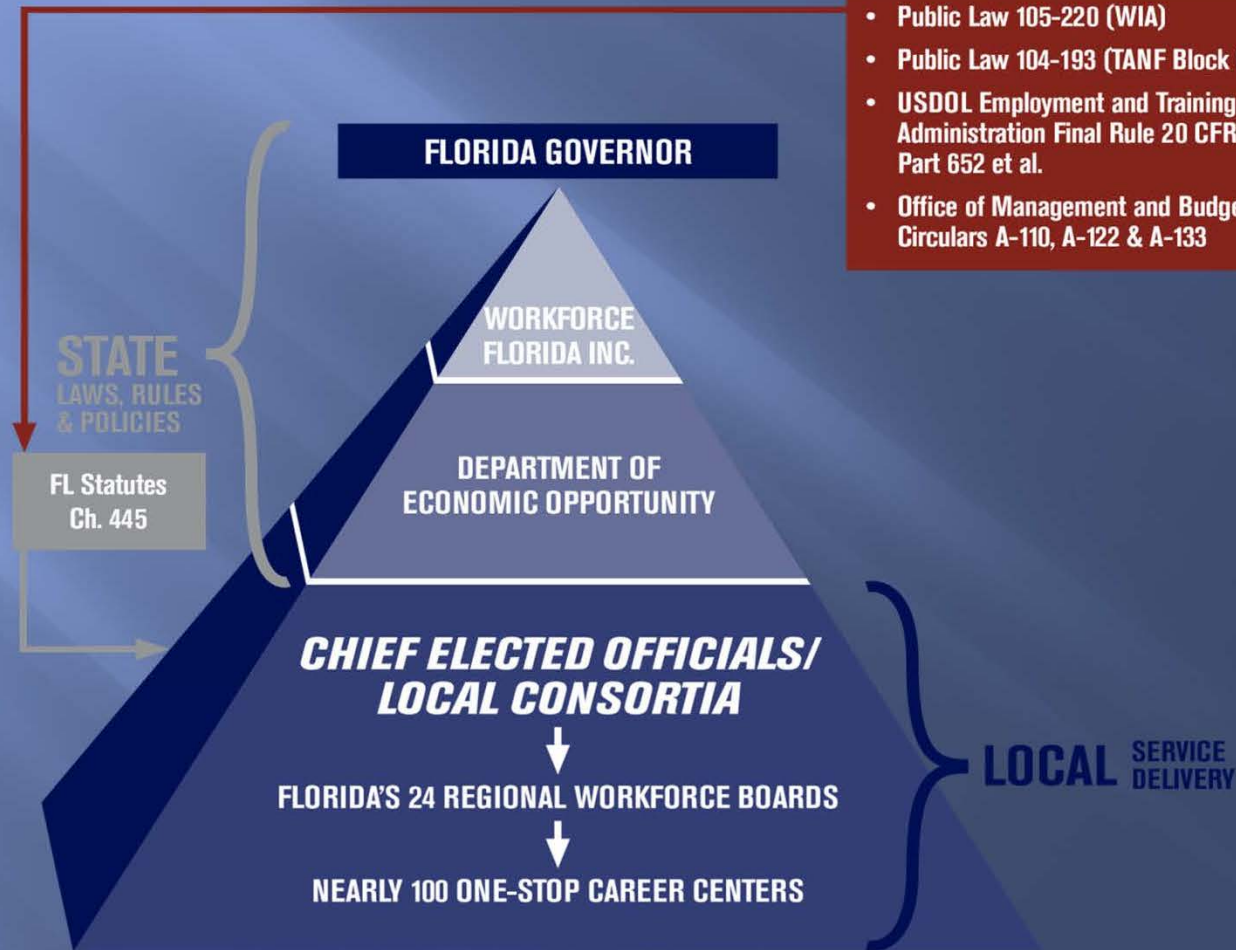 • Public Law 105-220 (WIA)
• Public Law 104-193 (TANF Block
• USDOL Employment and Training
Administration Final Rule 20 CFR
Part 652 et al.
• Office of Management and
Circulars A-110, A-122 & A-133
FLORIDA GOVERNOR
WORKFORCE
FLORIDA INC.
STATE
LAWS, RULES
& POLICIES
FL Statutes
Ch. 445
DEPARTMENT OF
ECONOMIC OPPORTUNITY
CHIEF ELECTED OFFICIALS/
LOCAL CONSORTIA
FLORIDA'S 24 REGIONAL WORKFORCE BOARDS
NEARLY 100 ONE-STOP CAREER CENTERS
LOCAL SERVICE
DELIVERY